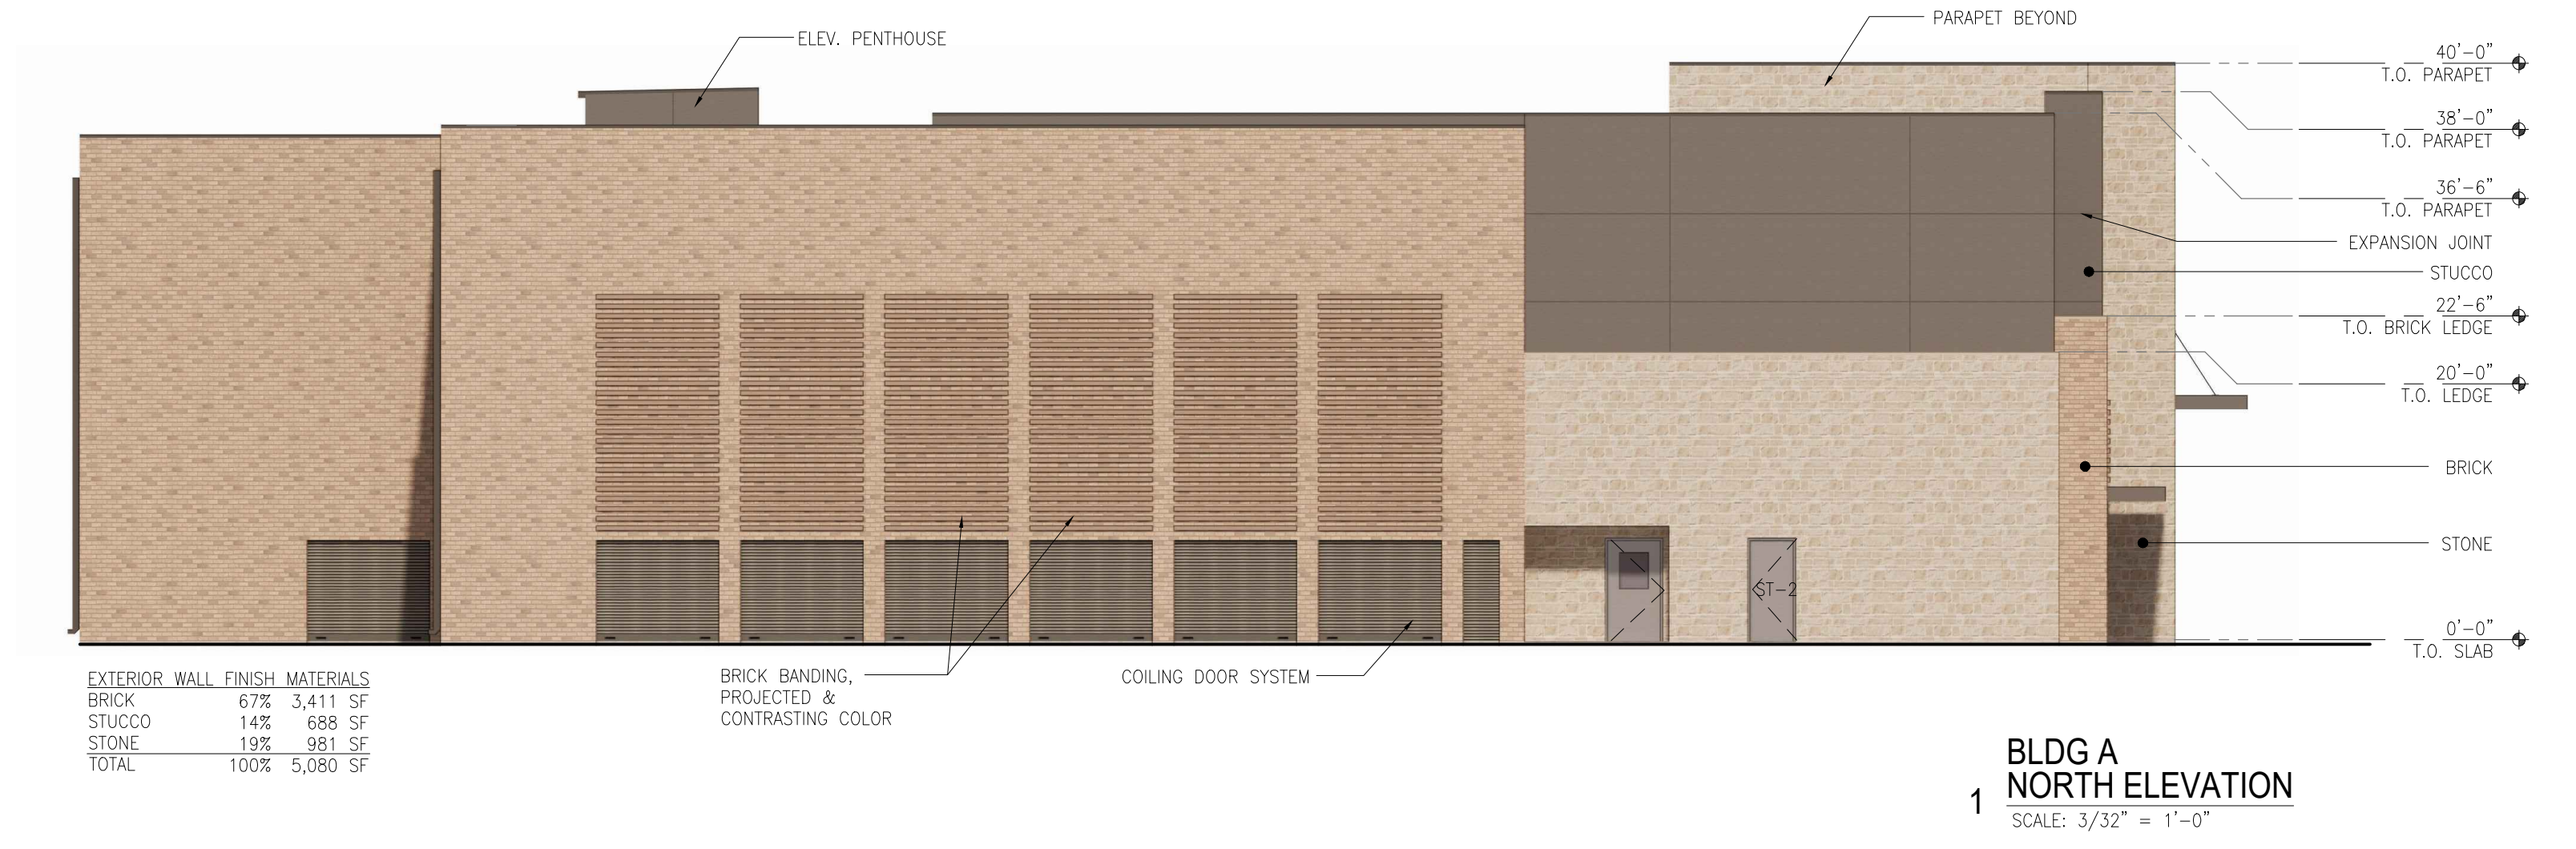 PARAPET BEYOND
ELEV. PENTHOUSE
40'-0"
T.O. PARAPET
38'-0"
T.O. PARAPET
36'-6"
T.O. PARAPET
EXPANSION JOINT
STUCCO
22'-6"
T.O. BRICK LEDGE
20'-0"
T.O. LEDGE
BRICK
STONE
ST-2
0'-0"
T.O. SLAB
EXTERIOR WALL FINISH MATERIALS
BRICK 67% 3,411 SF
STUCCO 14% 688 SF
STONE 19% 981 SF
TOTAL 100% 5,080 SF
BRICK BANDING,
PROJECTED &
CONTRASTING COLOR
COILING DOOR SYSTEM
BLDG A
1 NORTH ELEVATION
SCALE: 3/32" = 1'-0"